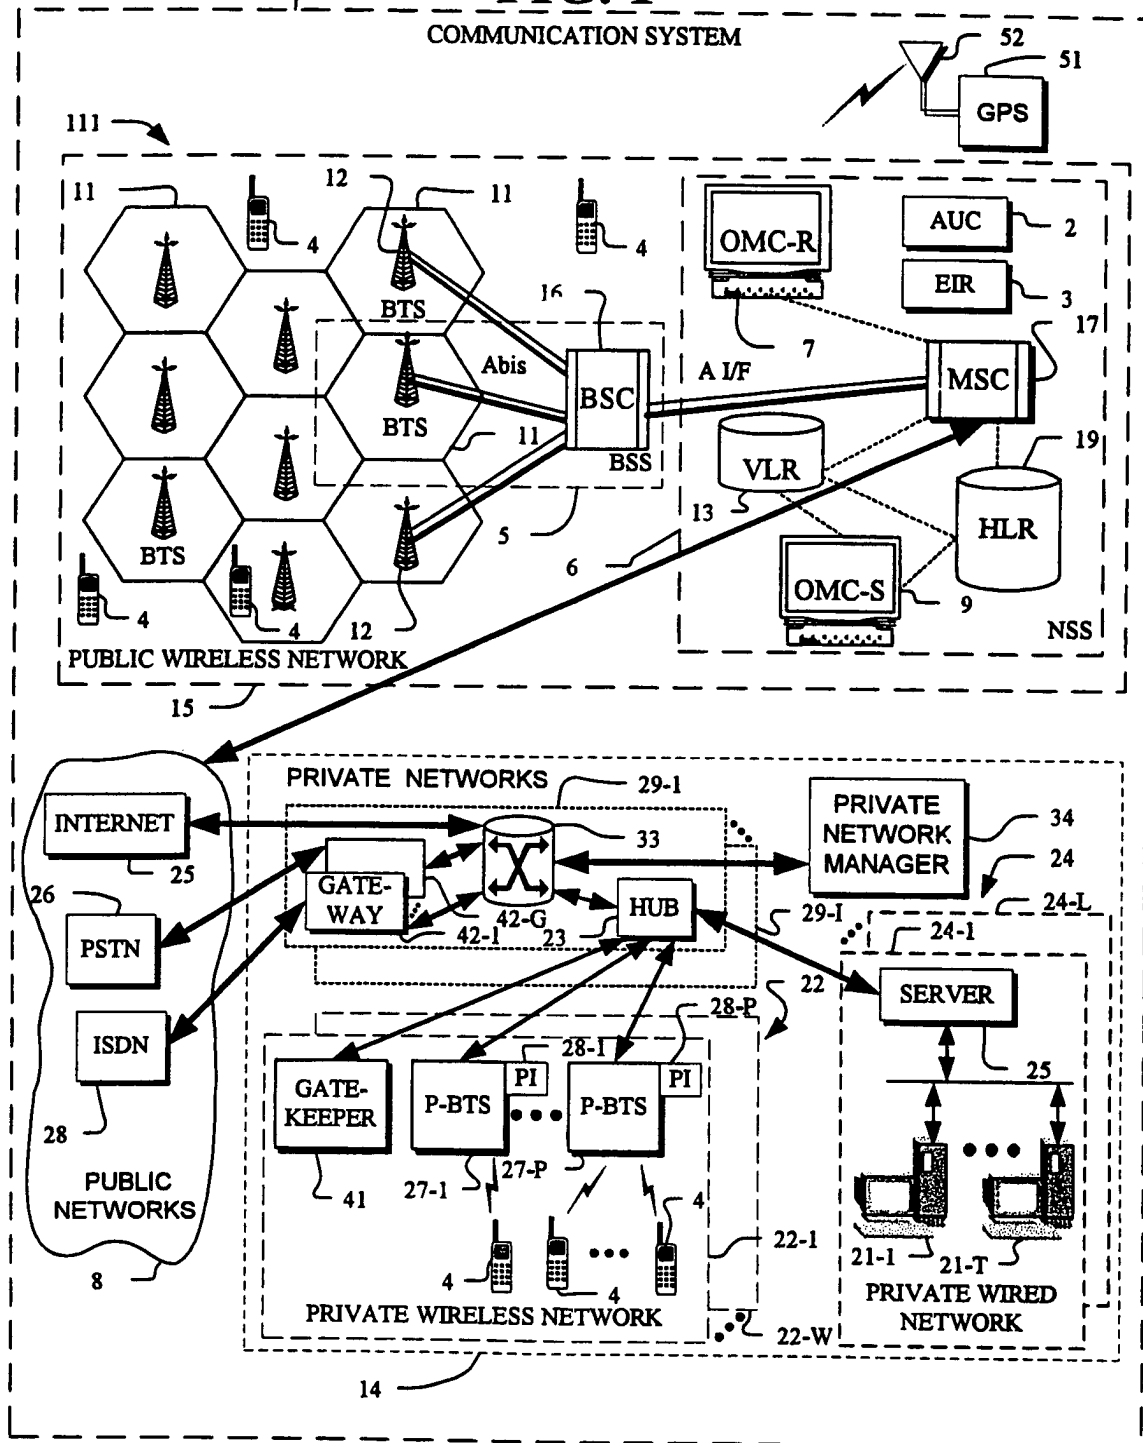 FIG. 1
COMMUNICATION SYSTEM
52
51
GPS
111
11
12
11
4
4
OMC-R
AUC
2
EIR
3
BTS
16
7
17
Abis
BSC
A I/F
MSC
BTS
11
BSS
VLR
19
13
HLR
5
6
BTS
OMC-S
9
4
4
12
NSS
PUBLIC WIRELESS NETWORK
15
PRIVATE NETWORKS
29-1
INTERNET
33
PRIVATE
NETWORK
MANAGER
34
25
26
GATE-
WAY
HUB
24
24-L
PSTN
42-G
42-1
23
29-I
24-1
SERVER
22
28-P
ISDN
28-1
25
GATE-
KEEPER
P-BTS
PI
P-BTS
PI
28
41
27-1
27-P
PUBLIC
NETWORKS
4
22-1
21-1
21-T
8
4
4
PRIVATE WIRELESS NETWORK
PRIVATE WIRED
NETWORK
22-W
14